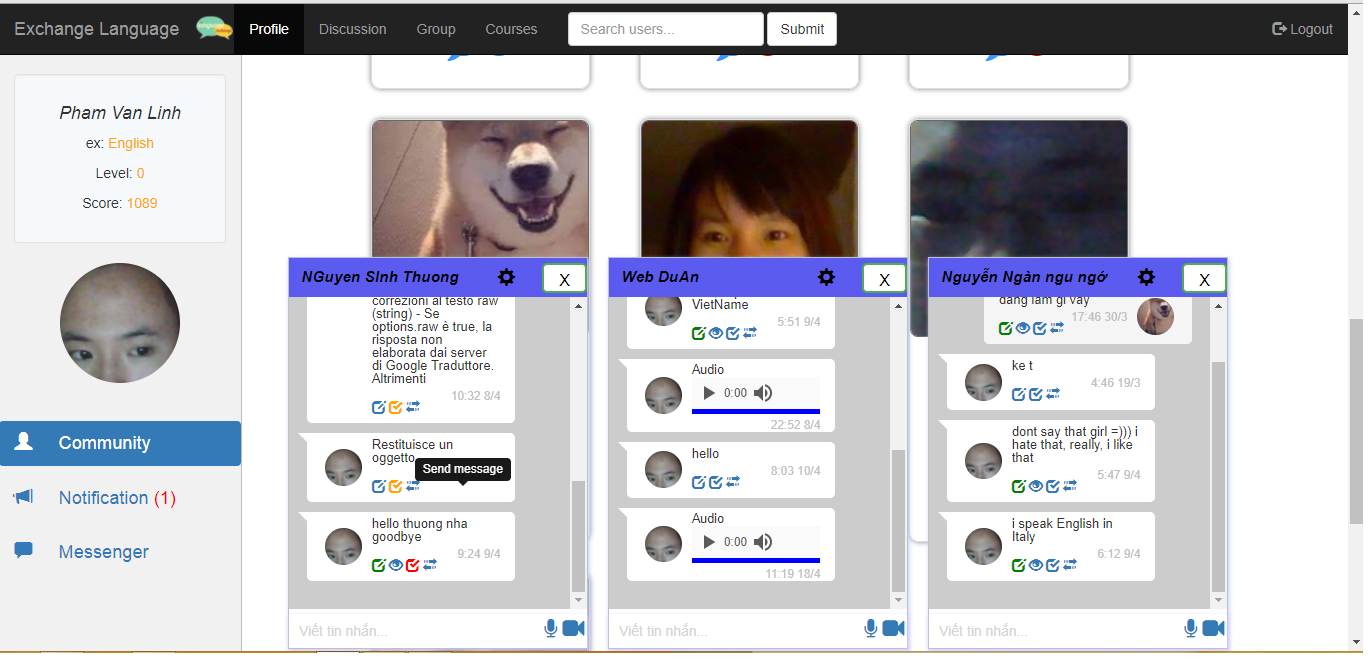 Exchange Language
Profile
Discussion
Group
Courses
Search users...
Submit
Logout
Pham Van Linh
ex: English
Level: 0
Score: 1089
Community
Notification (1)
Messenger
NGuyen SInh Thuong
X
correzioni al testo raw
(string) - Se
options.raw è true, la
risposta non
elaborata dai server
di Google Traduttore.
Altrimenti
10:32 8/4
Restituisce un
oggetto
Send message
hello thuong nha
goodbye
9:24 9/4
Viết tin nhắn...
Web DuAn
X
VietName
5:51 9/4
Audio
0:00
22:52 8/4
hello
8:03 10/4
Audio
0:00
11:19 18/4
Viết tin nhắn...
Nguyễn Ngàn ngu ngơ
X
dang lam gi vay
17:46 30/3
ke t
4:46 19/3
dont say that girl =))) i
hate that, really, i like
that
5:47 9/4
i speak English in
Italy
6:12 9/4
Viết tin nhắn...